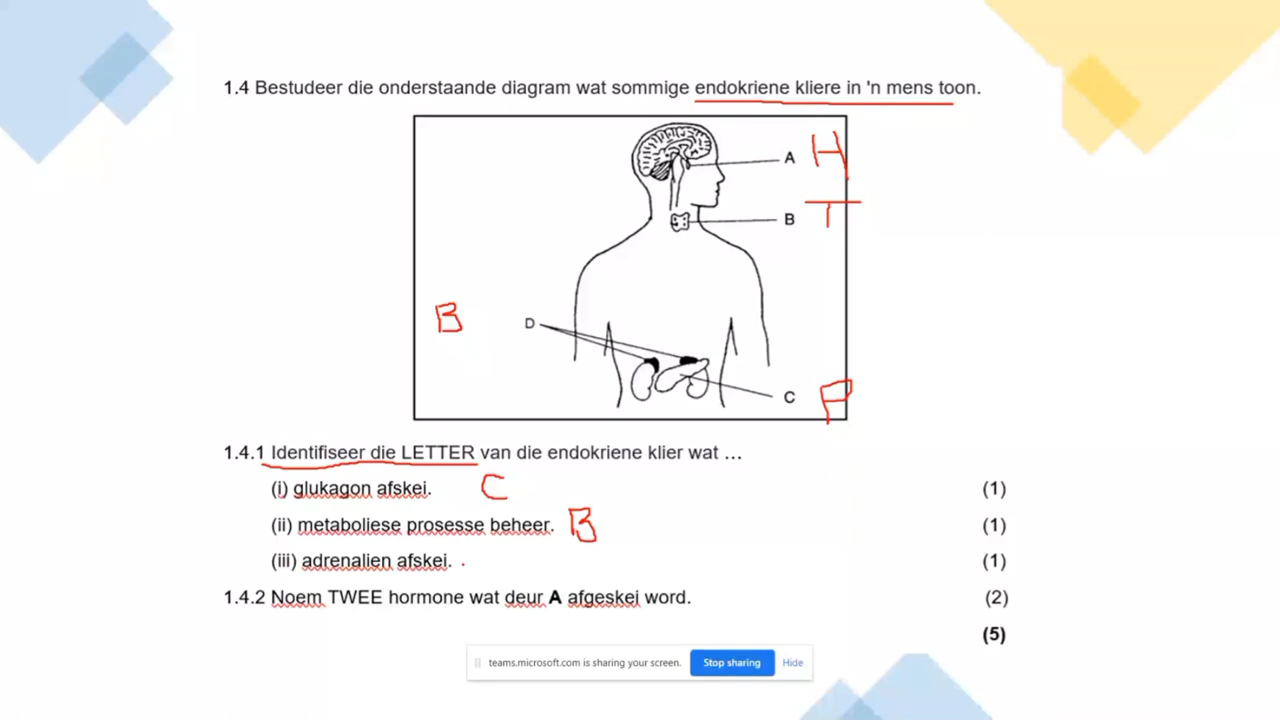 1.4 Bestudeer die onderstaande diagram wat sommige endokriene kliere in 'n mens toon.
A H
B T
B
D
C P
1.4.1 Identifiseer die LETTER van die endokriene klier wat …
(i) glukagon afskei. C (1)
(ii) metaboliese prosesse beheer. B (1)
(iii) adrenalien afskei. (1)
1.4.2 Noem TWEE hormone wat deur A afgeskei word. (2)
(5)
teams.microsoft.com is sharing your screen. Stop sharing Hide